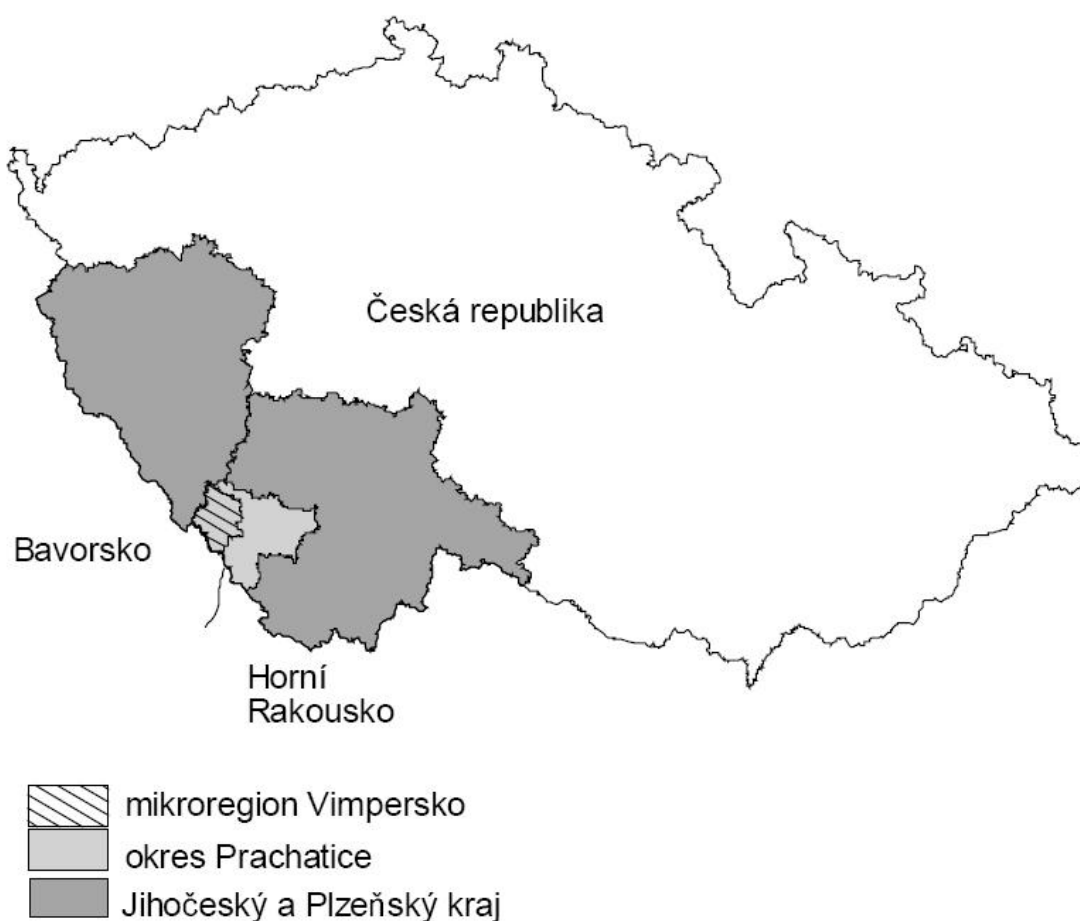 Česká republika
Bavorsko
Horní
Rakousko
mikroregion Vimpersko
okres Prachatice
Jihočeský a Plzeňský kraj